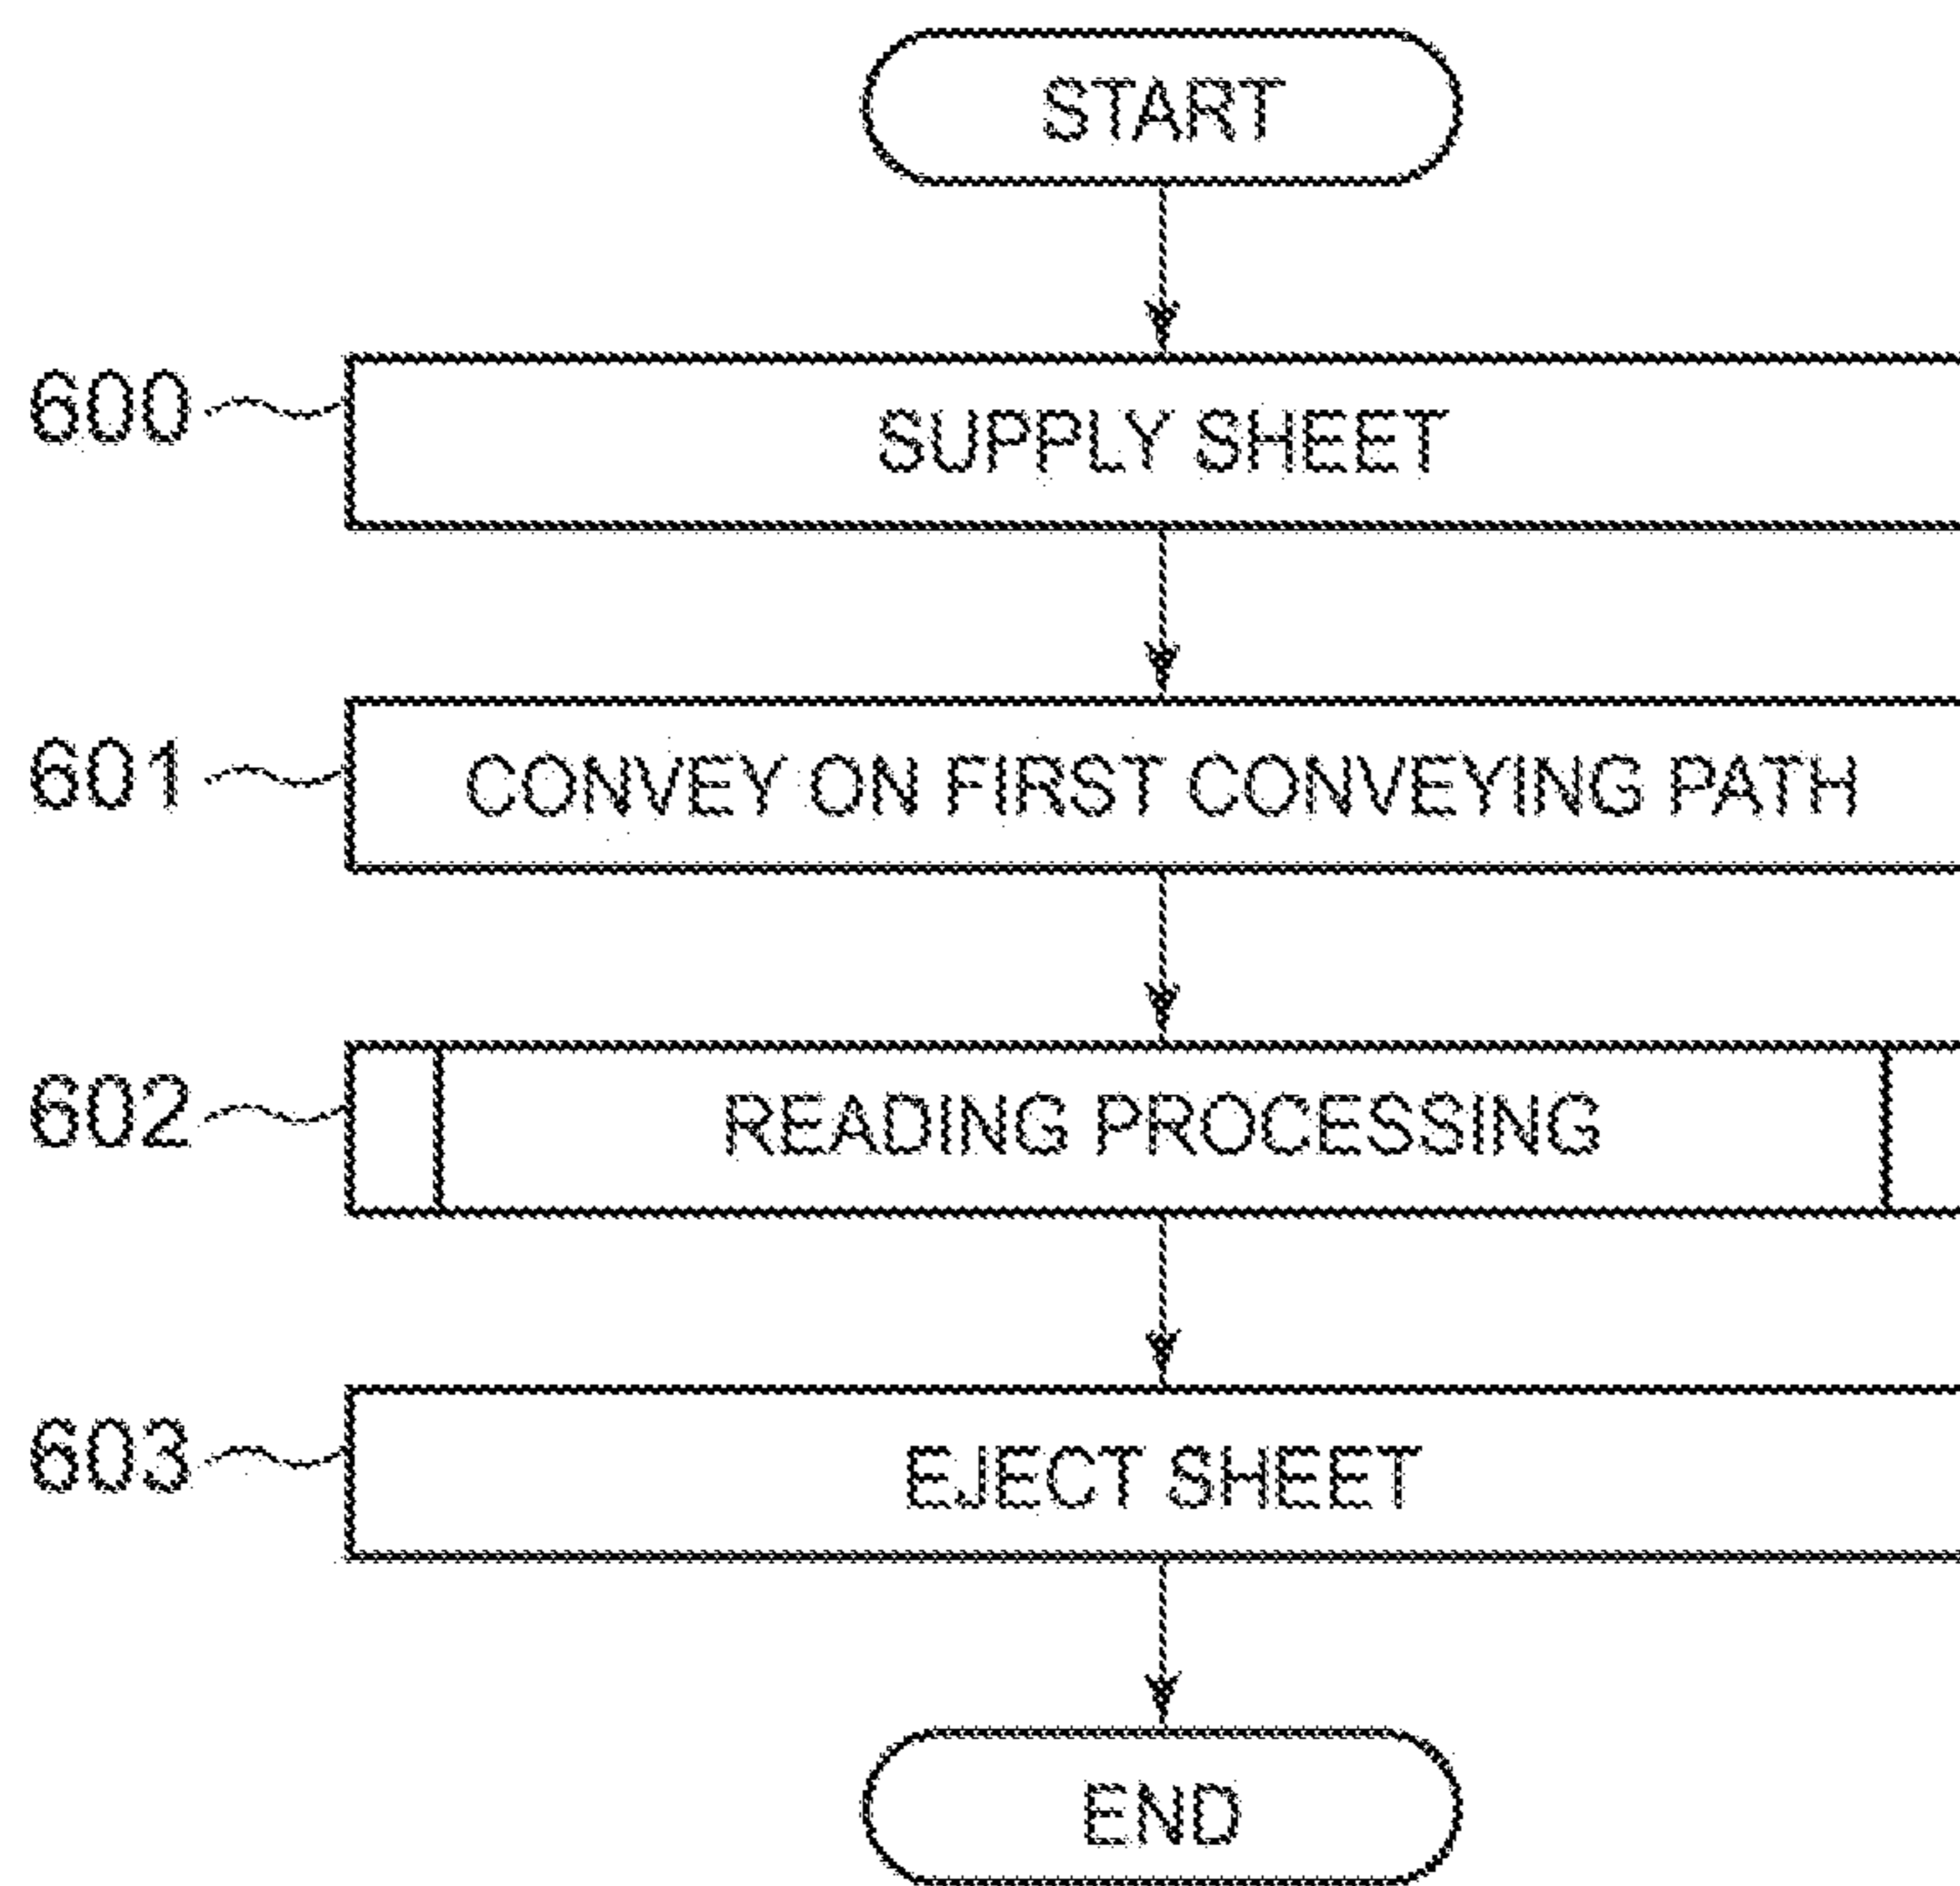 START
600 SUPPLY SHEET
601 CONVEY ON FIRST CONVEYING PATH
602 READING PROCESSING
603 EJECT SHEET
END